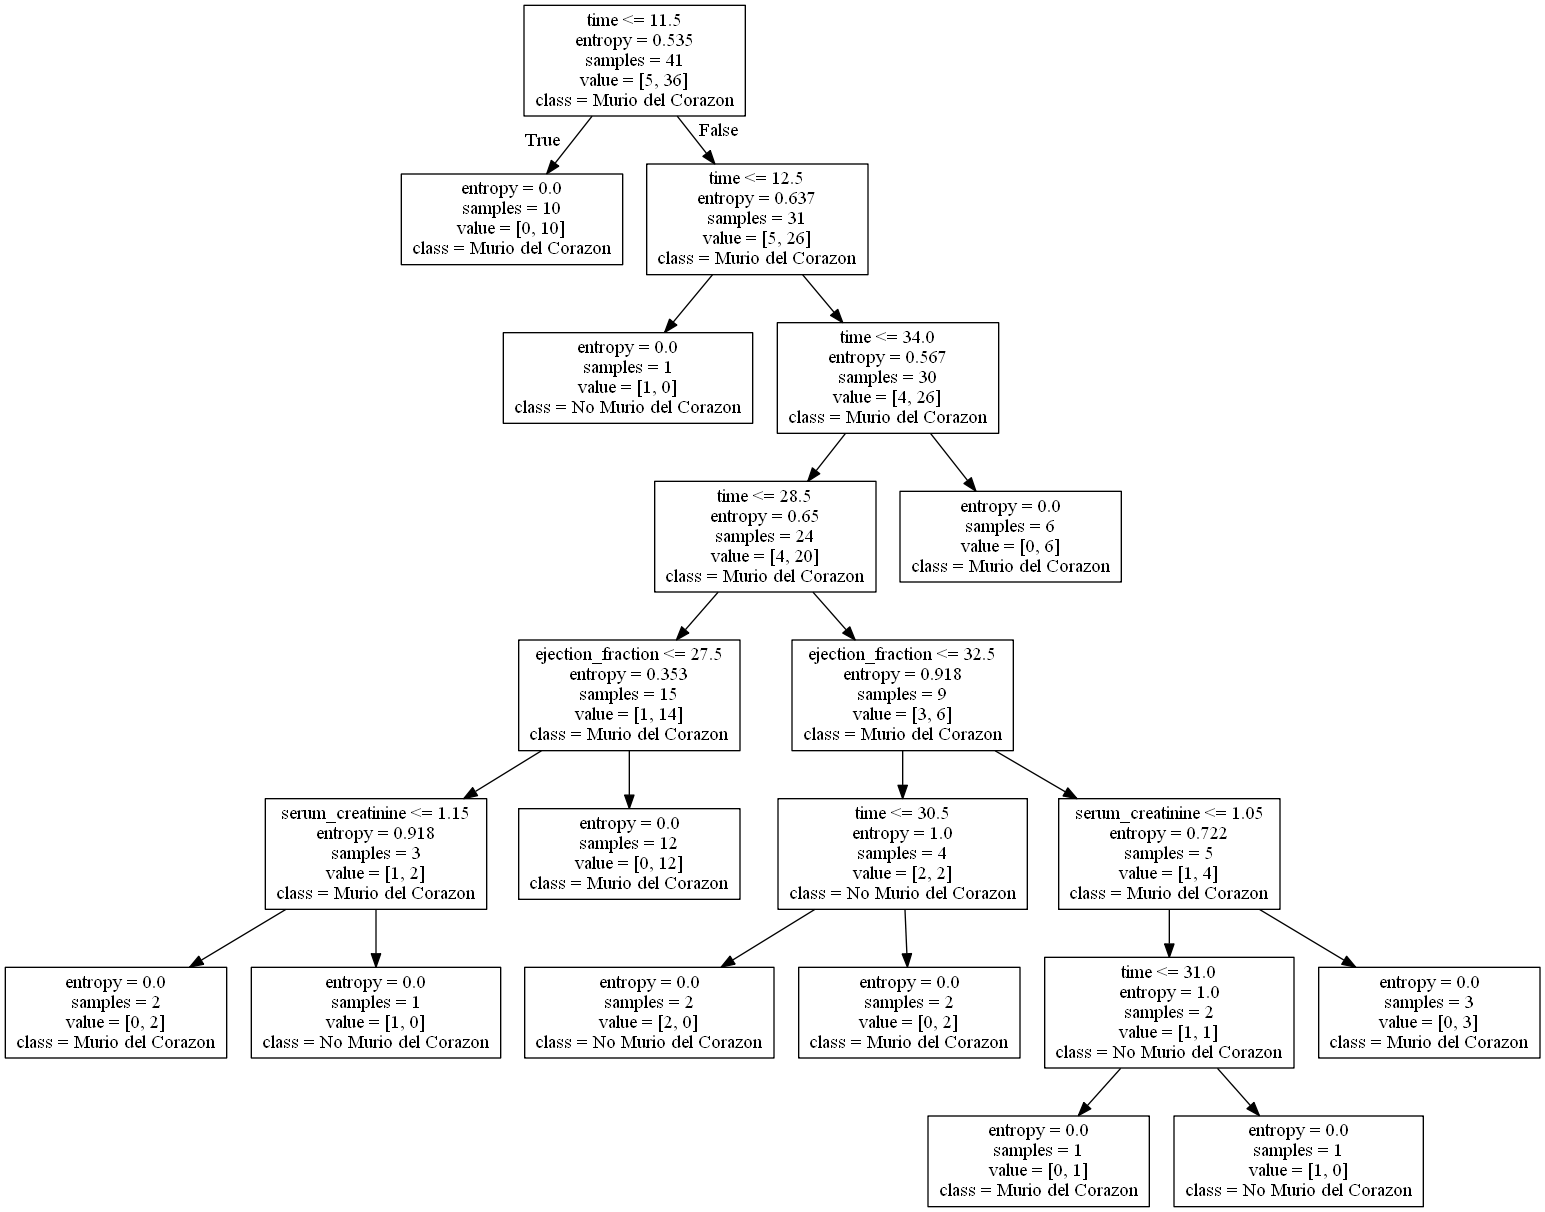 time <= 11.5
entropy = 0.535
samples = 41
value = [5, 36]
class = Murio del Corazon
True
False
entropy = 0.0
samples = 10
value = [0, 10]
class = Murio del Corazon
time <= 12.5
entropy = 0.637
samples = 31
value = [5, 26]
class = Murio del Corazon
entropy = 0.0
samples = 1
value = [1, 0]
class = No Murio del Corazon
time <= 34.0
entropy = 0.567
samples = 30
value = [4, 26]
class = Murio del Corazon
time <= 28.5
entropy = 0.65
samples = 24
value = [4, 20]
class = Murio del Corazon
entropy = 0.0
samples = 6
value = [0, 6]
class = Murio del Corazon
ejection_fraction <= 27.5
entropy = 0.353
samples = 15
value = [1, 14]
class = Murio del Corazon
ejection_fraction <= 32.5
entropy = 0.918
samples = 9
value = [3, 6]
class = Murio del Corazon
serum_creatinine <= 1.15
entropy = 0.918
samples = 3
value = [1, 2]
class = Murio del Corazon
entropy = 0.0
samples = 12
value = [0, 12]
class = Murio del Corazon
time <= 30.5
entropy = 1.0
samples = 4
value = [2, 2]
class = No Murio del Corazon
serum_creatinine <= 1.05
entropy = 0.722
samples = 5
value = [1, 4]
class = Murio del Corazon
entropy = 0.0
samples = 2
value = [0, 2]
class = Murio del Corazon
entropy = 0.0
samples = 1
value = [1, 0]
class = No Murio del Corazon
entropy = 0.0
samples = 2
value = [2, 0]
class = No Murio del Corazon
entropy = 0.0
samples = 2
value = [0, 2]
class = Murio del Corazon
time <= 31.0
entropy = 1.0
samples = 2
value = [1, 1]
class = No Murio del Corazon
entropy = 0.0
samples = 3
value = [0, 3]
class = Murio del Corazon
entropy = 0.0
samples = 1
value = [0, 1]
class = Murio del Corazon
entropy = 0.0
samples = 1
value = [1, 0]
class = No Murio del Corazon